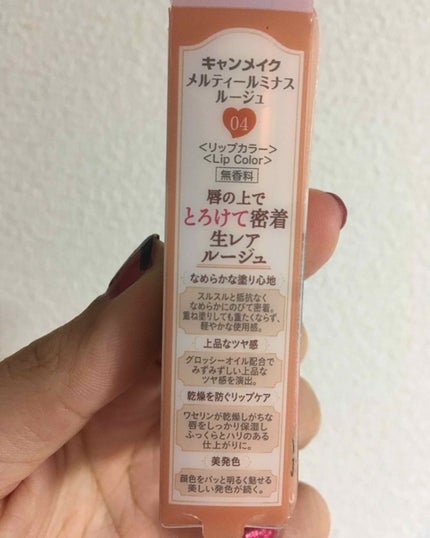 キャンメイク
メルティールミナス
ルージュ
04
<リップカラー>
<Lip Color>
無香料
唇の上で
とろけて密着
生レア
ルージュ
なめらかな塗り心地
スルスルと抵抗なく
なめらかにのびて密着。
重ね塗りしても重たくならず、
軽やかな使用感。
上品なツヤ感
グロッシーオイル配合で
みずみずしい上品な
ツヤ感を演出。
乾燥を防ぐリップケア
ワセリンが乾燥しがちな
唇をしっかり保湿し
ふっくらとハリのある
仕上がりに。
美発色
顔色をパッと明るく魅せる
美しい発色が続く。